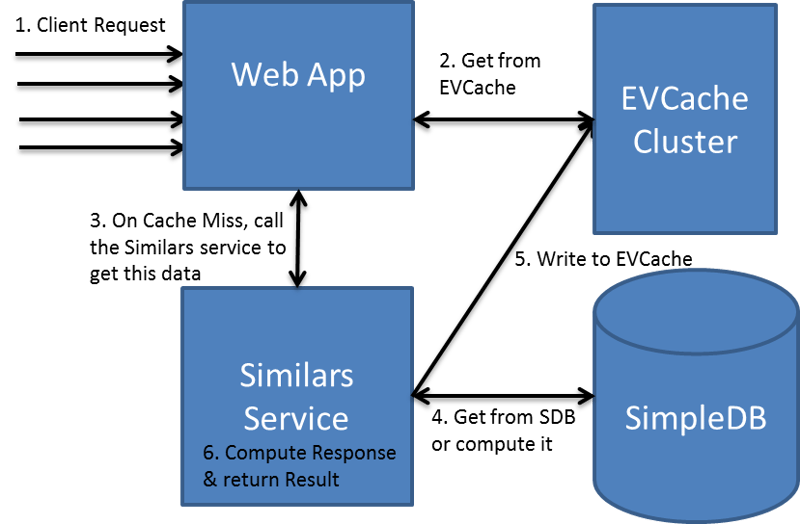 1. Client Request
Web App
2. Get from
EVCache
EVCache
Cluster
3. On Cache Miss, call
the Similars service to
get this data
5. Write to EVCache
Similars
Service
4. Get from SDB
or compute it
SimpleDB
6. Compute Response
& return Result